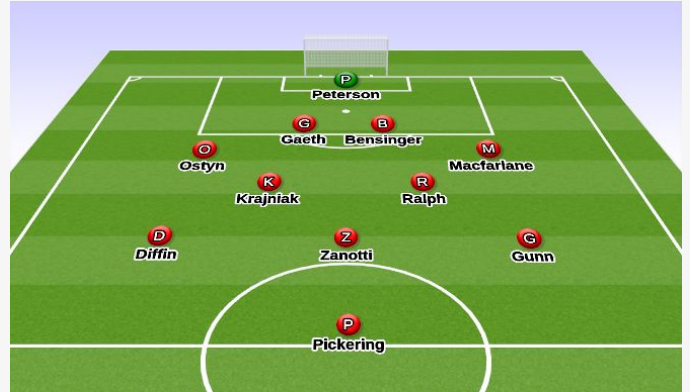 P
Peterson
G
Gaeth
B
Bensinger
O
Ostyn
M
Macfarlane
K
Krajniak
R
Ralph
D
Diffin
Z
Zanotti
G
Gunn
P
Pickering